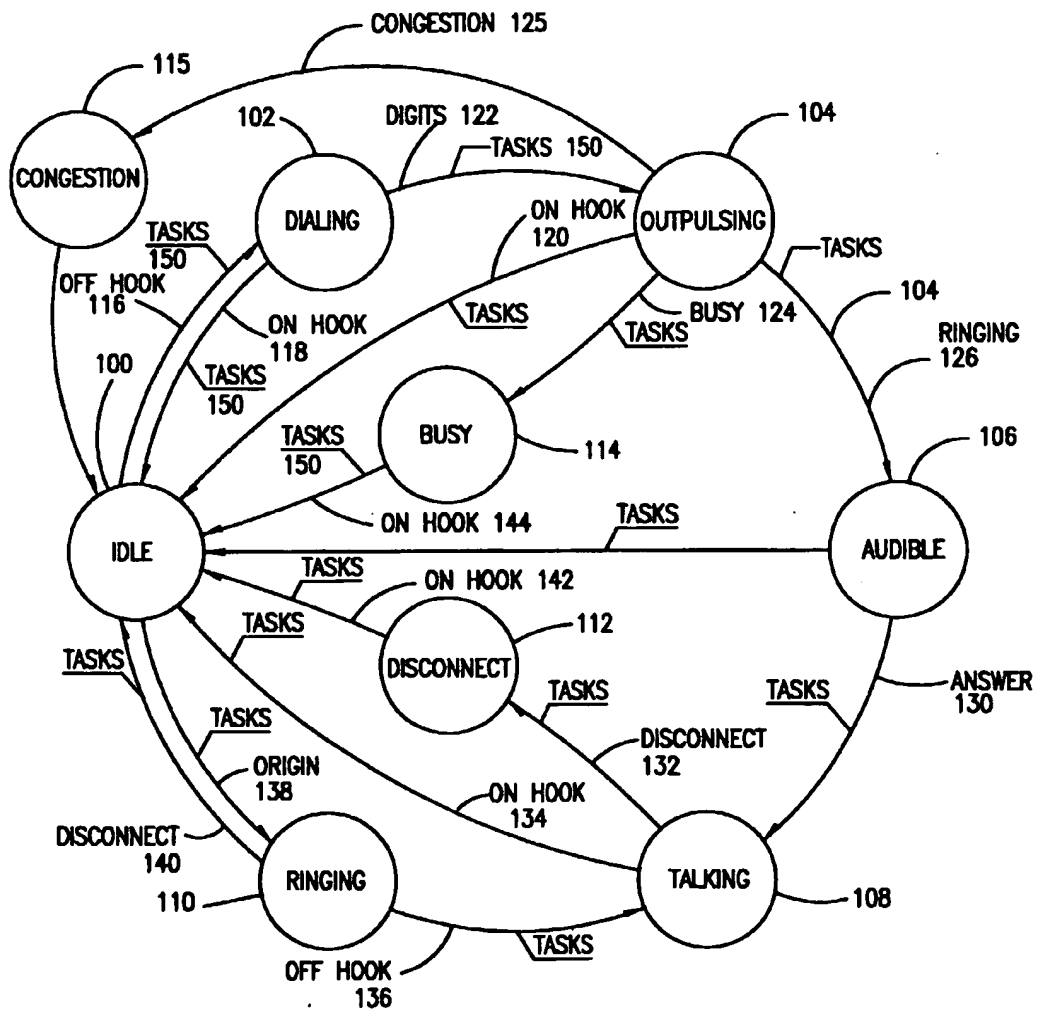 CONGESTION 125
115
102
DIGITS 122
104
TASKS 150
CONGESTION
DIALING
ON HOOK
120
OUTPULSING
TASKS
150
TASKS
OFF HOOK
116
ON HOOK
118
TASKS
BUSY 124
104
TASKS
RINGING
126
100
TASKS
150
BUSY
114
106
TASKS
150
ON HOOK 144
TASKS
IDLE
AUDIBLE
TASKS
ON HOOK 142
TASKS
112
TASKS
DISCONNECT
TASKS
TASKS
ANSWER
130
TASKS
DISCONNECT
132
ORIGIN
138
ON HOOK
134
DISCONNECT
140
RINGING
TALKING
110
108
TASKS
OFF HOOK
136